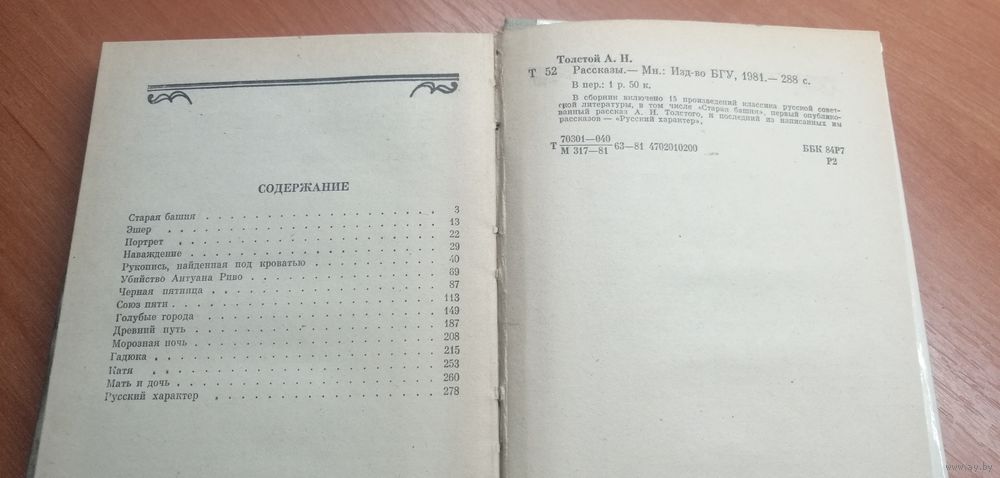 СОДЕРЖАНИЕ
Старая башня . . . . . . . . . . . . . . 3
Эшер . . . . . . . . . . . . . . 13
Портрет . . . . . . . . . . . . . . 22
Наваждение . . . . . . . . . . . . . . 29
Рукопись, найденная под кроватью . . . . . . . . 40
Убийство Антуана Риво . . . . . . . . . . 69
Черная пятница . . . . . . . . . . . . 87
Союз пяти . . . . . . . . . . . . . . 113
Голубые города . . . . . . . . . . . . 149
Древний путь . . . . . . . . . . . . . 187
Морозная ночь . . . . . . . . . . . . . 208
Гадюка . . . . . . . . . . . . . . 215
Катя . . . . . . . . . . . . . . 253
Мать и дочь . . . . . . . . . . . . . . 260
Русский характер . . . . . . . . . . . . 278
Толстой А. Н.
Т 52 Рассказы.— Мн.: Изд-во БГУ, 1981.— 288 с.
В пер.: 1 р. 50 к.
В сборник включено 15 произведений классика русской совет-
ской литературы, в том числе «Старая башня», первый опублико-
ванный рассказ А. Н. Толстого, и последний из написанных им
рассказов — «Русский характер».
Т 70301—040
М 317—81 63—81 4702010200 ББК 84Р7
Р2
www.ay.by